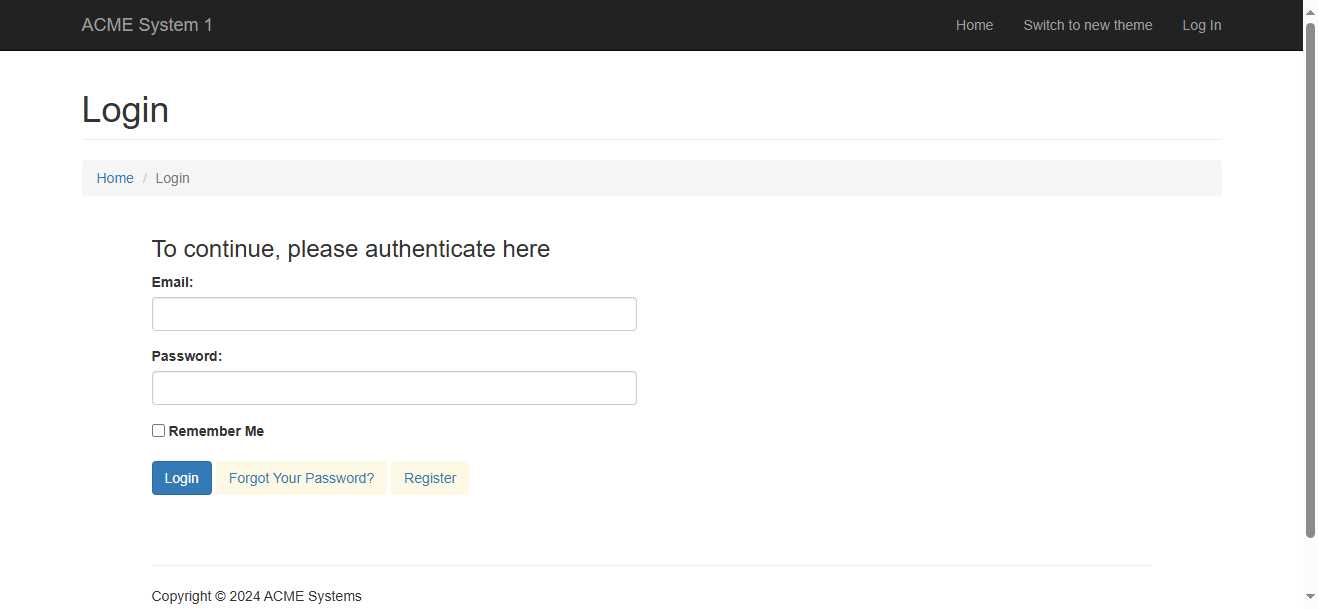 ACME System 1 Home Switch to new theme Log In
Login
Home / Login
To continue, please authenticate here
Email:
Password:
Remember Me
Login Forgot Your Password? Register
Copyright © 2024 ACME Systems